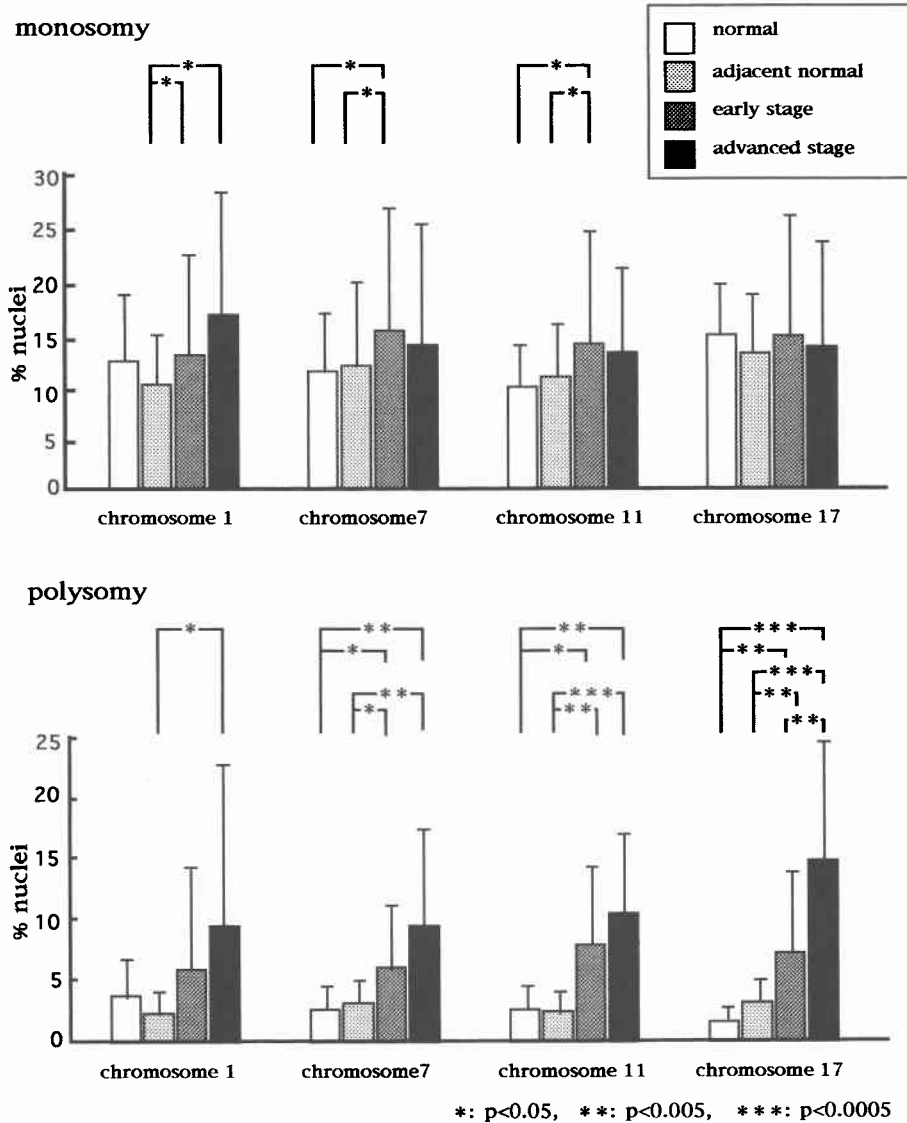 monosomy
normal
adjacent normal
early stage
advanced stage
*
*
*
*
*
*
30
25
20
15
10
5
0
% nuclei
chromosome 1
chromosome7
chromosome 11
chromosome 17
polysomy
*
**
*
**
*
**
*
***
**
***
**
***
**
**
25
20
15
10
5
0
% nuclei
chromosome 1
chromosome7
chromosome 11
chromosome 17
*: p<0.05, **: p<0.005, ***: p<0.0005